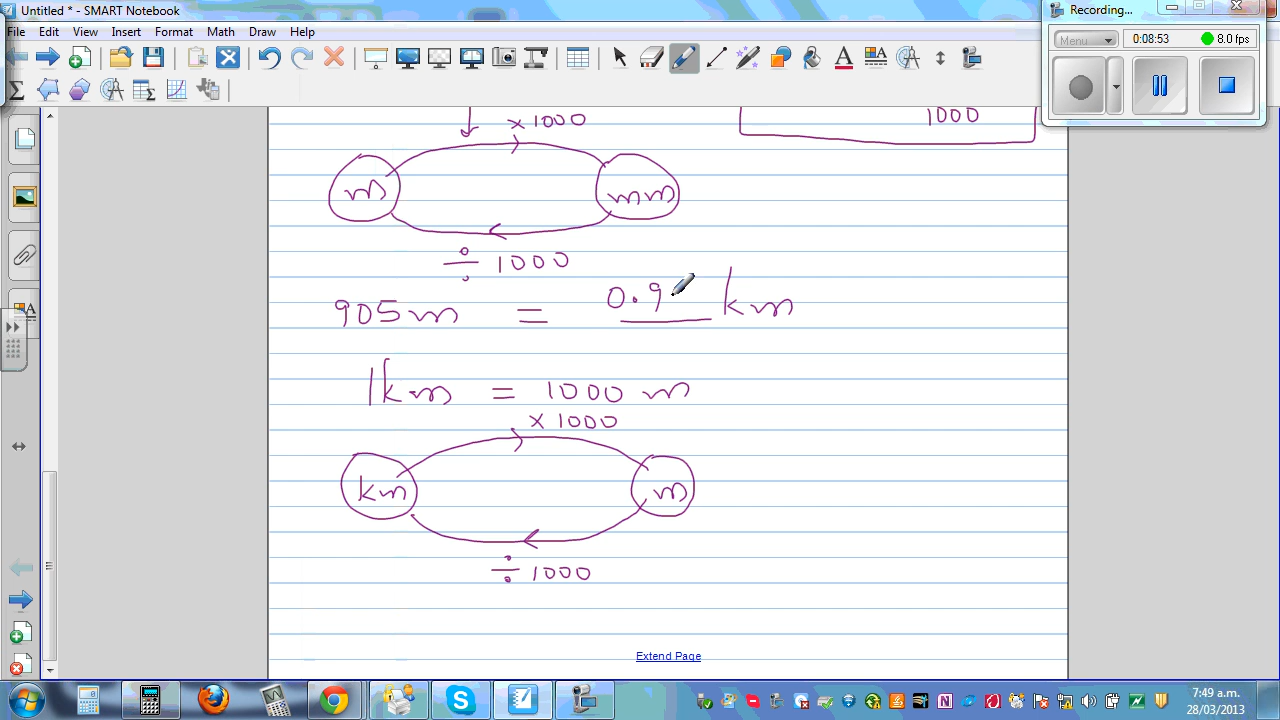 Untitled * - SMART Notebook
Recording...
File Edit View Insert Format Math Draw Help
Menu
0:08:53
8.0 fps
× 1000
1000
m
mm
÷ 1000
905 m = 0.9 km
1km = 1000 m
× 1000
km
m
÷ 1000
Extend Page
7:49 a.m.
28/03/2013